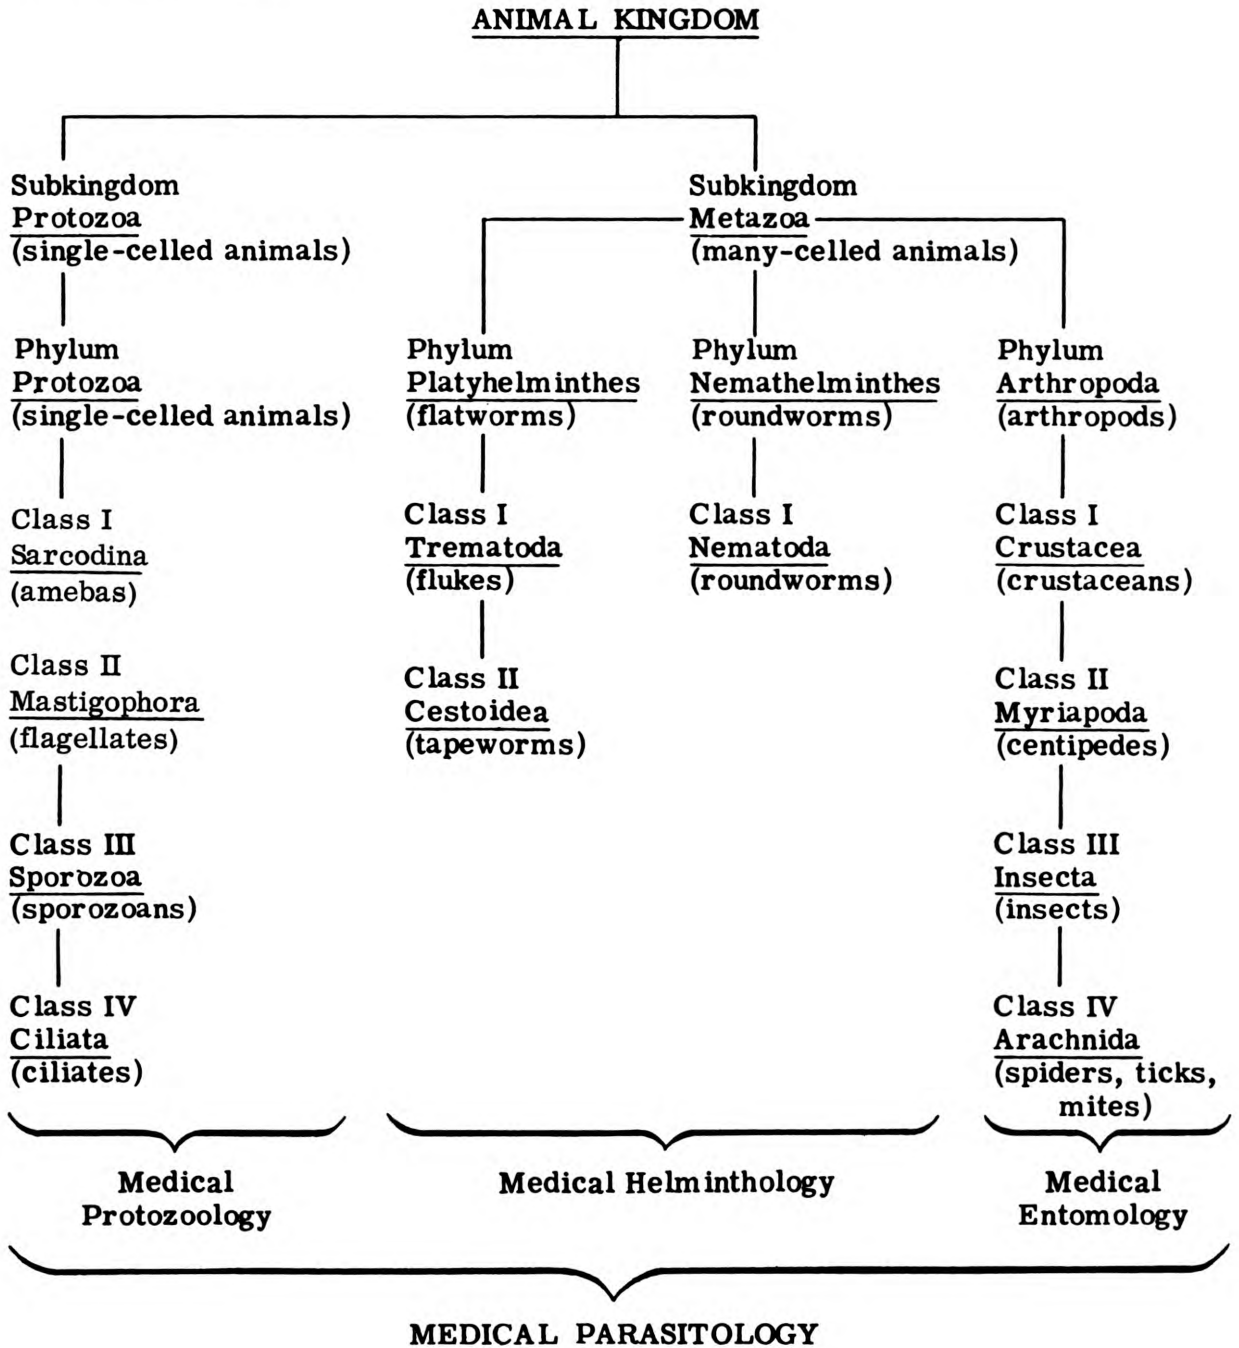 ANIMAL KINGDOM
Subkingdom
Protozoa
(single-celled animals)
Subkingdom
Metazoa
(many-celled animals)
Phylum
Protozoa
(single-celled animals)
Class I
Sarcodina
(amebas)
Class II
Mastigophora
(flagellates)
Class III
Sporozoa
(sporozoans)
Class IV
Ciliata
(ciliates)
Phylum
Platyhelminthes
(flatworms)
Class I
Trematoda
(flukes)
Class II
Cestoidea
(tapeworms)
Phylum
Nemathelminthes
(roundworms)
Class I
Nematoda
(roundworms)
Phylum
Arthropoda
(arthropods)
Class I
Crustacea
(crustaceans)
Class II
Myriapoda
(centipedes)
Class III
Insecta
(insects)
Class IV
Arachnida
(spiders, ticks,
mites)
Medical
Protozoology
Medical Helminthology
Medical
Entomology
MEDICAL PARASITOLOGY